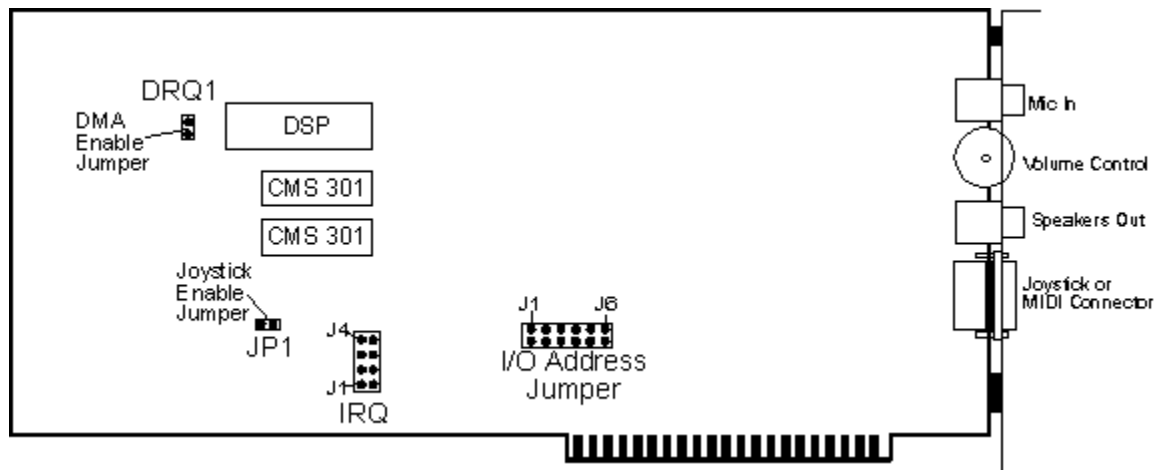 DRQ1
DMA
Enable
Jumper
DSP
CMS 301
CMS 301
Joystick
Enable
Jumper
JP1
J4
J1
IRQ
J1
J6
I/O Address
Jumper
Mic In
Volume Control
Speakers Out
Joystick or
MIDI Connector